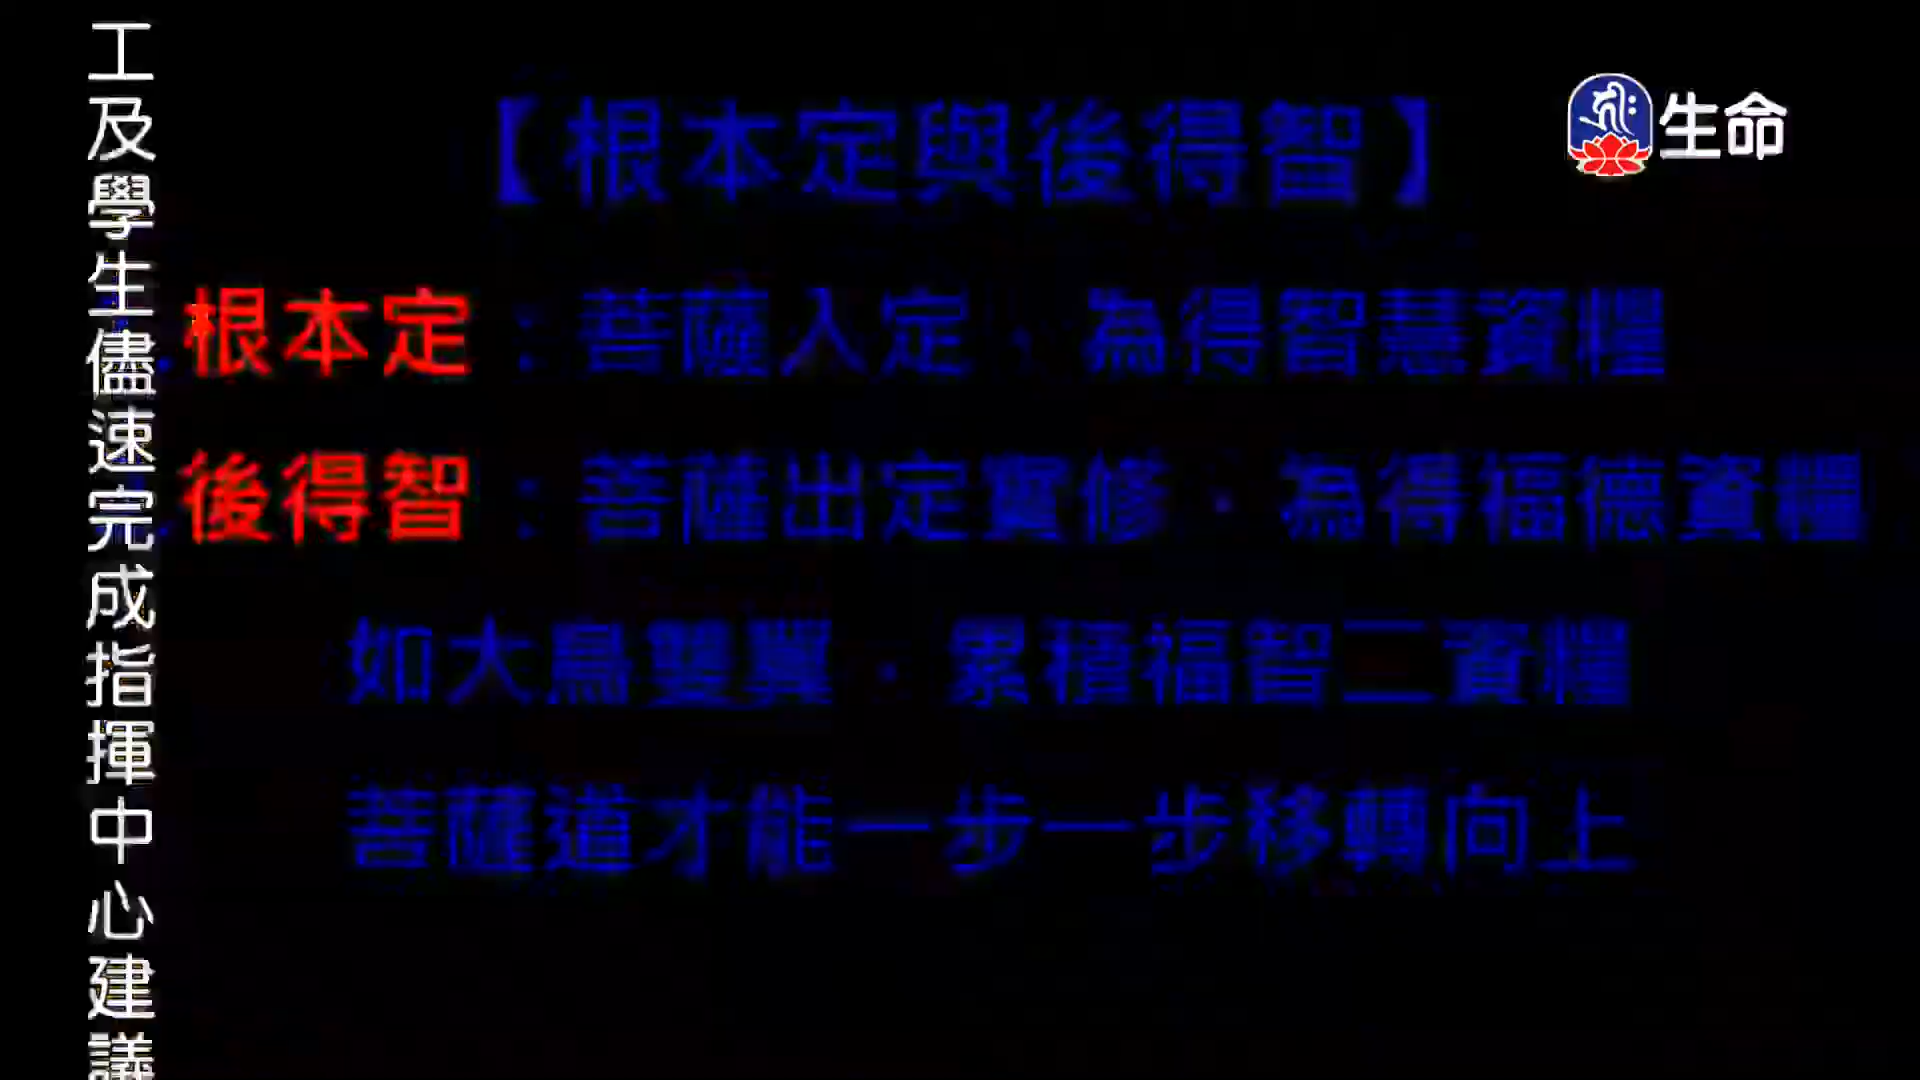 【根本定與後得智】
根本定：菩薩入定，為得智慧資糧
後得智：菩薩出定實修，為得福德資糧
如大鳥雙翼，累積福智二資糧
菩薩道才能一步一步移轉向上
工及學生儘速完成指揮中心建議
生命